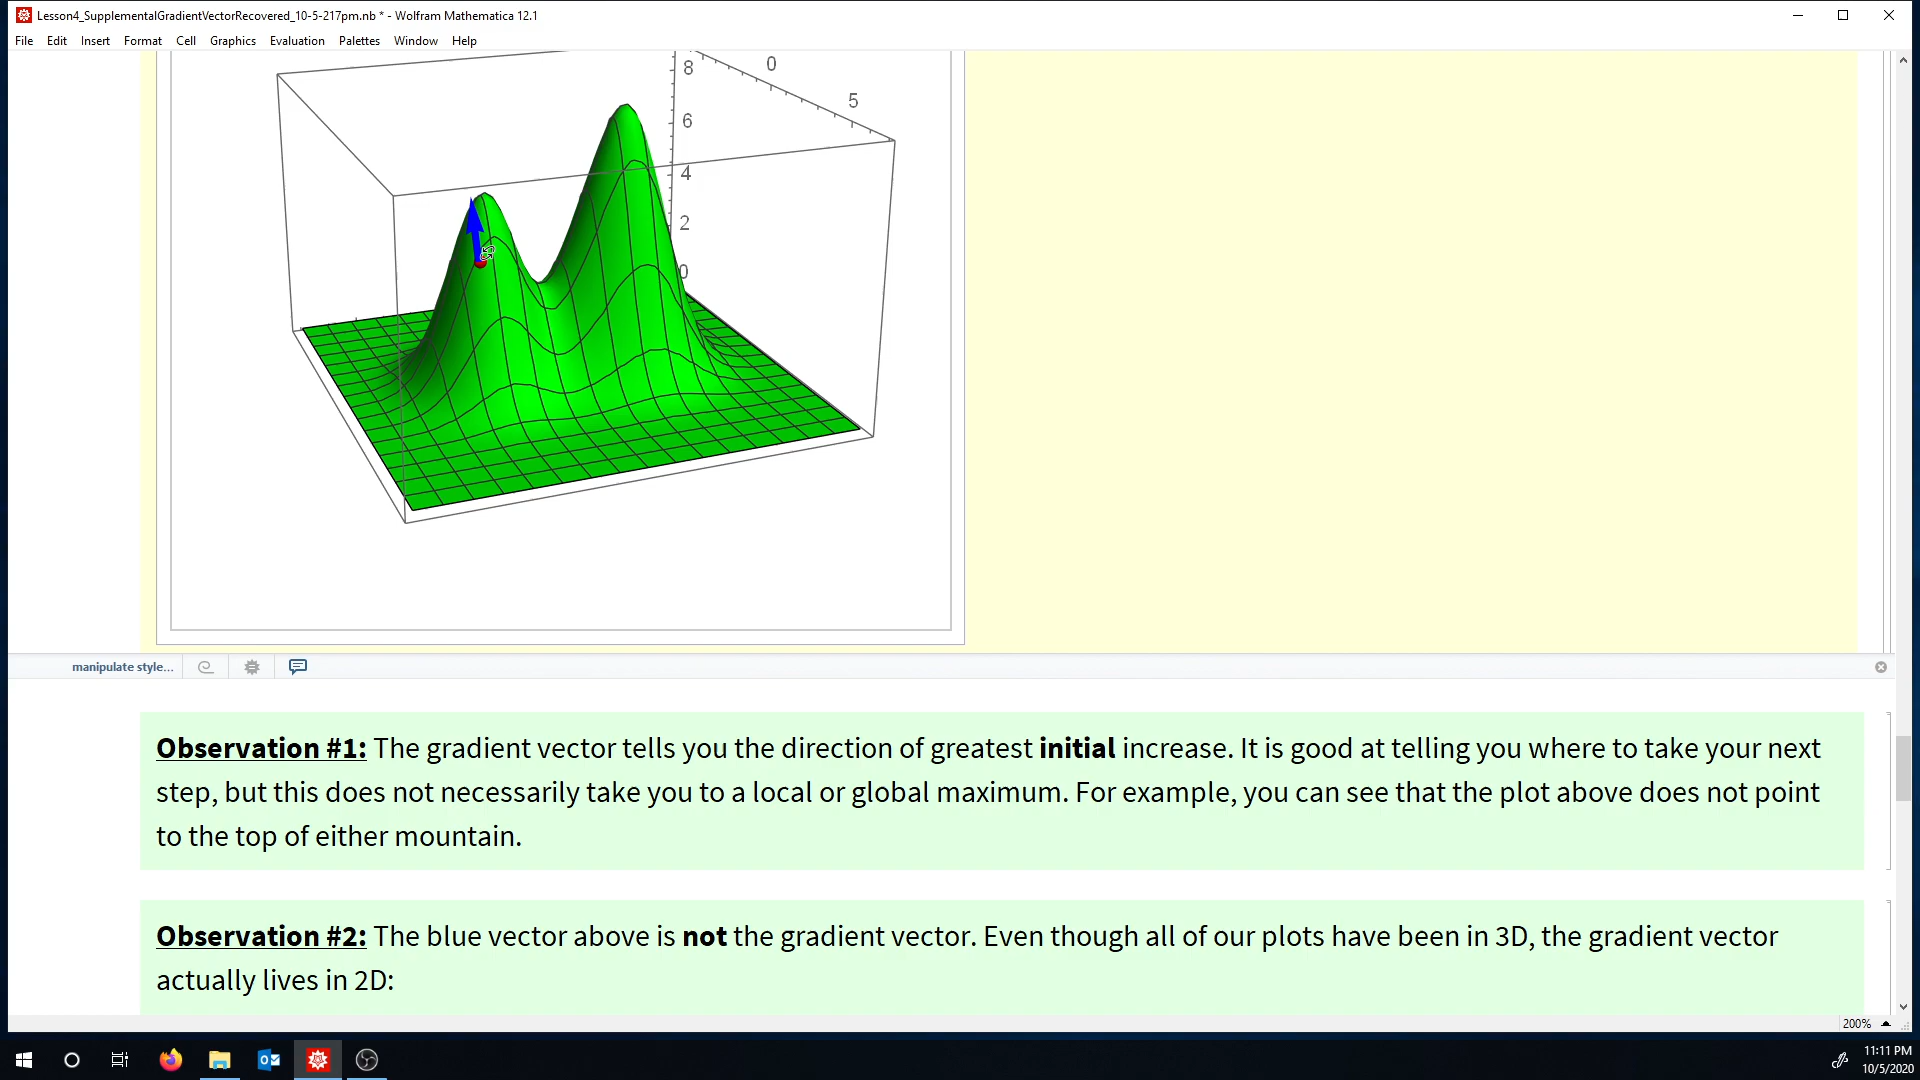 Lesson4_SupplementalGradientVectorRecovered_10-5-217pm.nb * - Wolfram Mathematica 12.1
File Edit Insert Format Cell Graphics Evaluation Palettes Window Help
0
5
8
6
4
2
0
manipulate style...
Observation #1: The gradient vector tells you the direction of greatest initial increase. It is good at telling you where to take your next
step, but this does not necessarily take you to a local or global maximum. For example, you can see that the plot above does not point
to the top of either mountain.
Observation #2: The blue vector above is not the gradient vector. Even though all of our plots have been in 3D, the gradient vector
actually lives in 2D:
200%
11:11 PM
10/5/2020